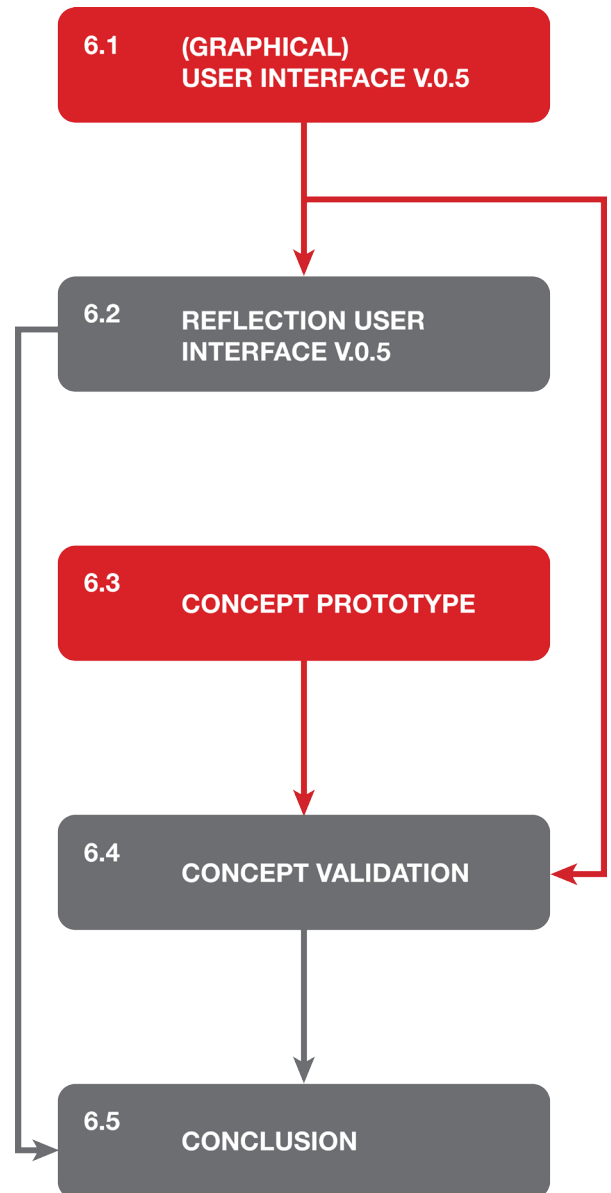 6.1 (GRAPHICAL)
USER INTERFACE V.0.5
6.2 REFLECTION USER
INTERFACE V.0.5
6.3 CONCEPT PROTOTYPE
6.4 CONCEPT VALIDATION
6.5 CONCLUSION